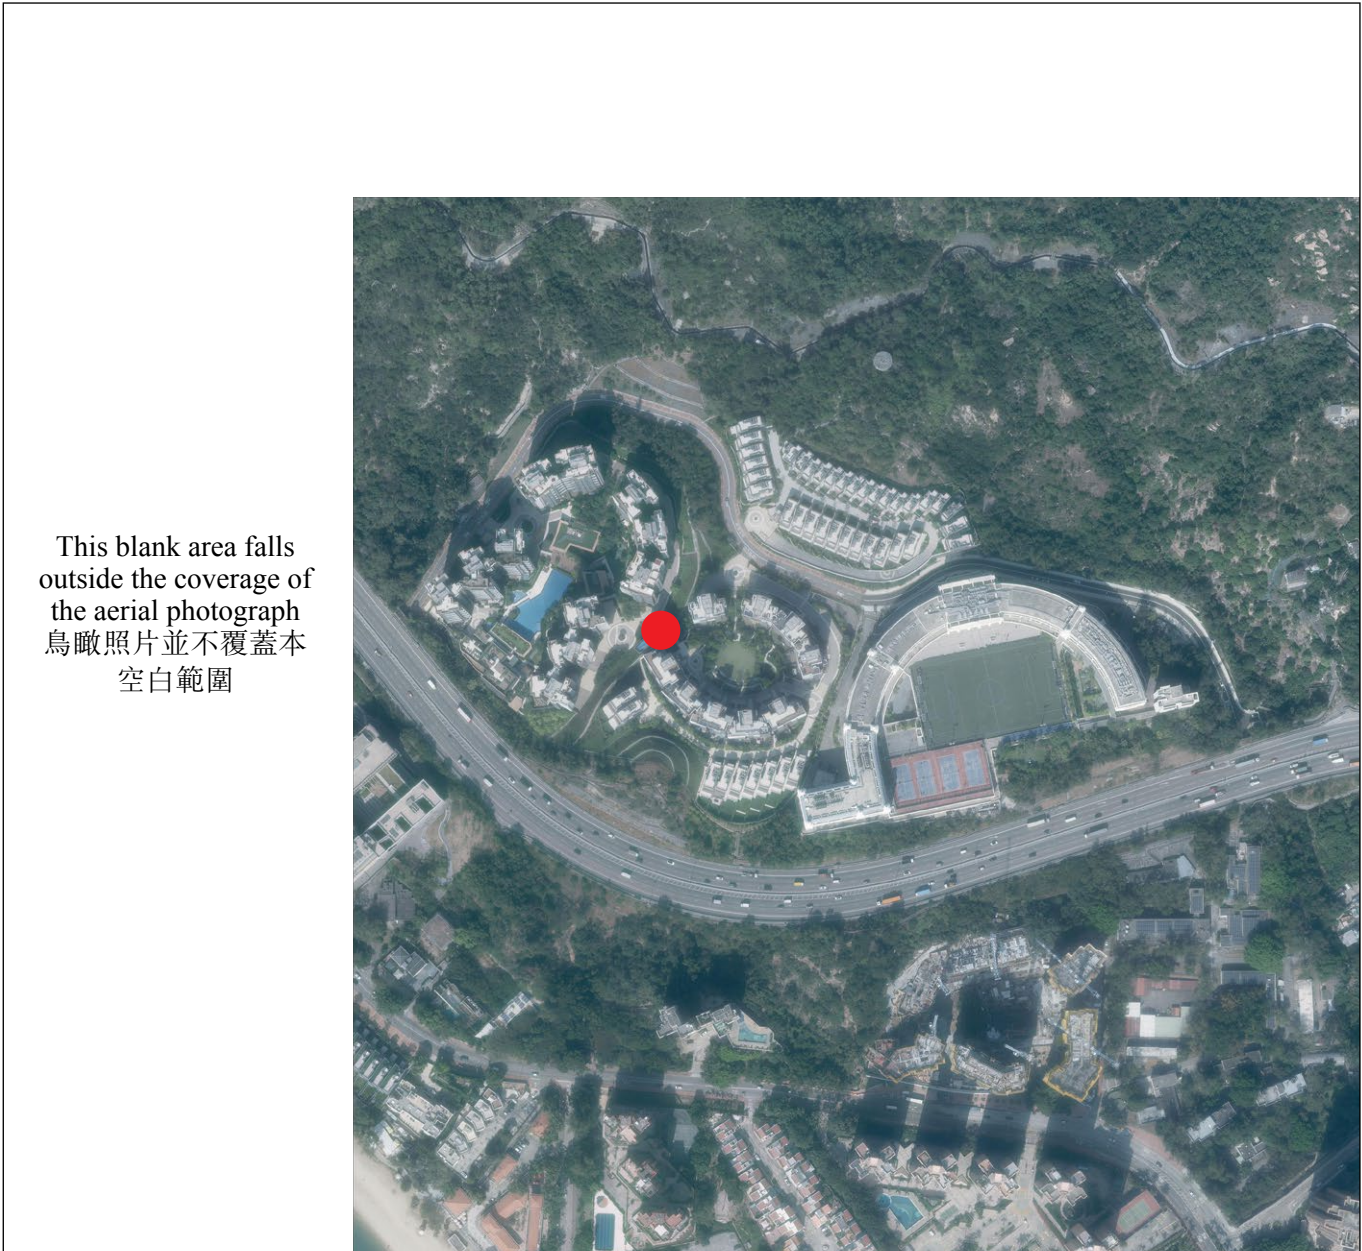 This blank area falls
outside the coverage of
the aerial photograph
鳥瞰照片並不覆蓋本
空白範圍